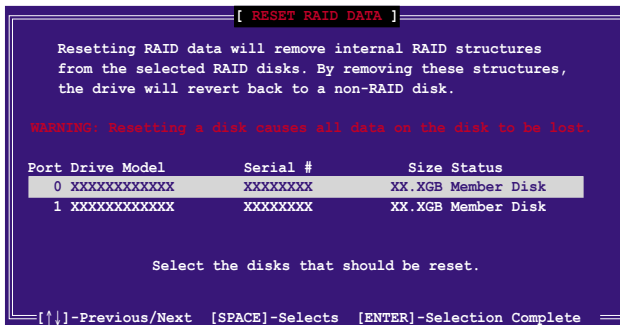 [ RESET RAID DATA ]
Resetting RAID data will remove internal RAID structures
from the selected RAID disks. By removing these structures,
the drive will revert back to a non-RAID disk.
WARNING: Resetting a disk causes all data on the disk to be lost.
Port Drive Model Serial # Size Status
0 XXXXXXXXXXXX XXXXXXXX XX.XGB Member Disk
1 XXXXXXXXXXXX XXXXXXXX XX.XGB Member Disk
Select the disks that should be reset.
[↑↓]-Previous/Next [SPACE]-Selects [ENTER]-Selection Complete